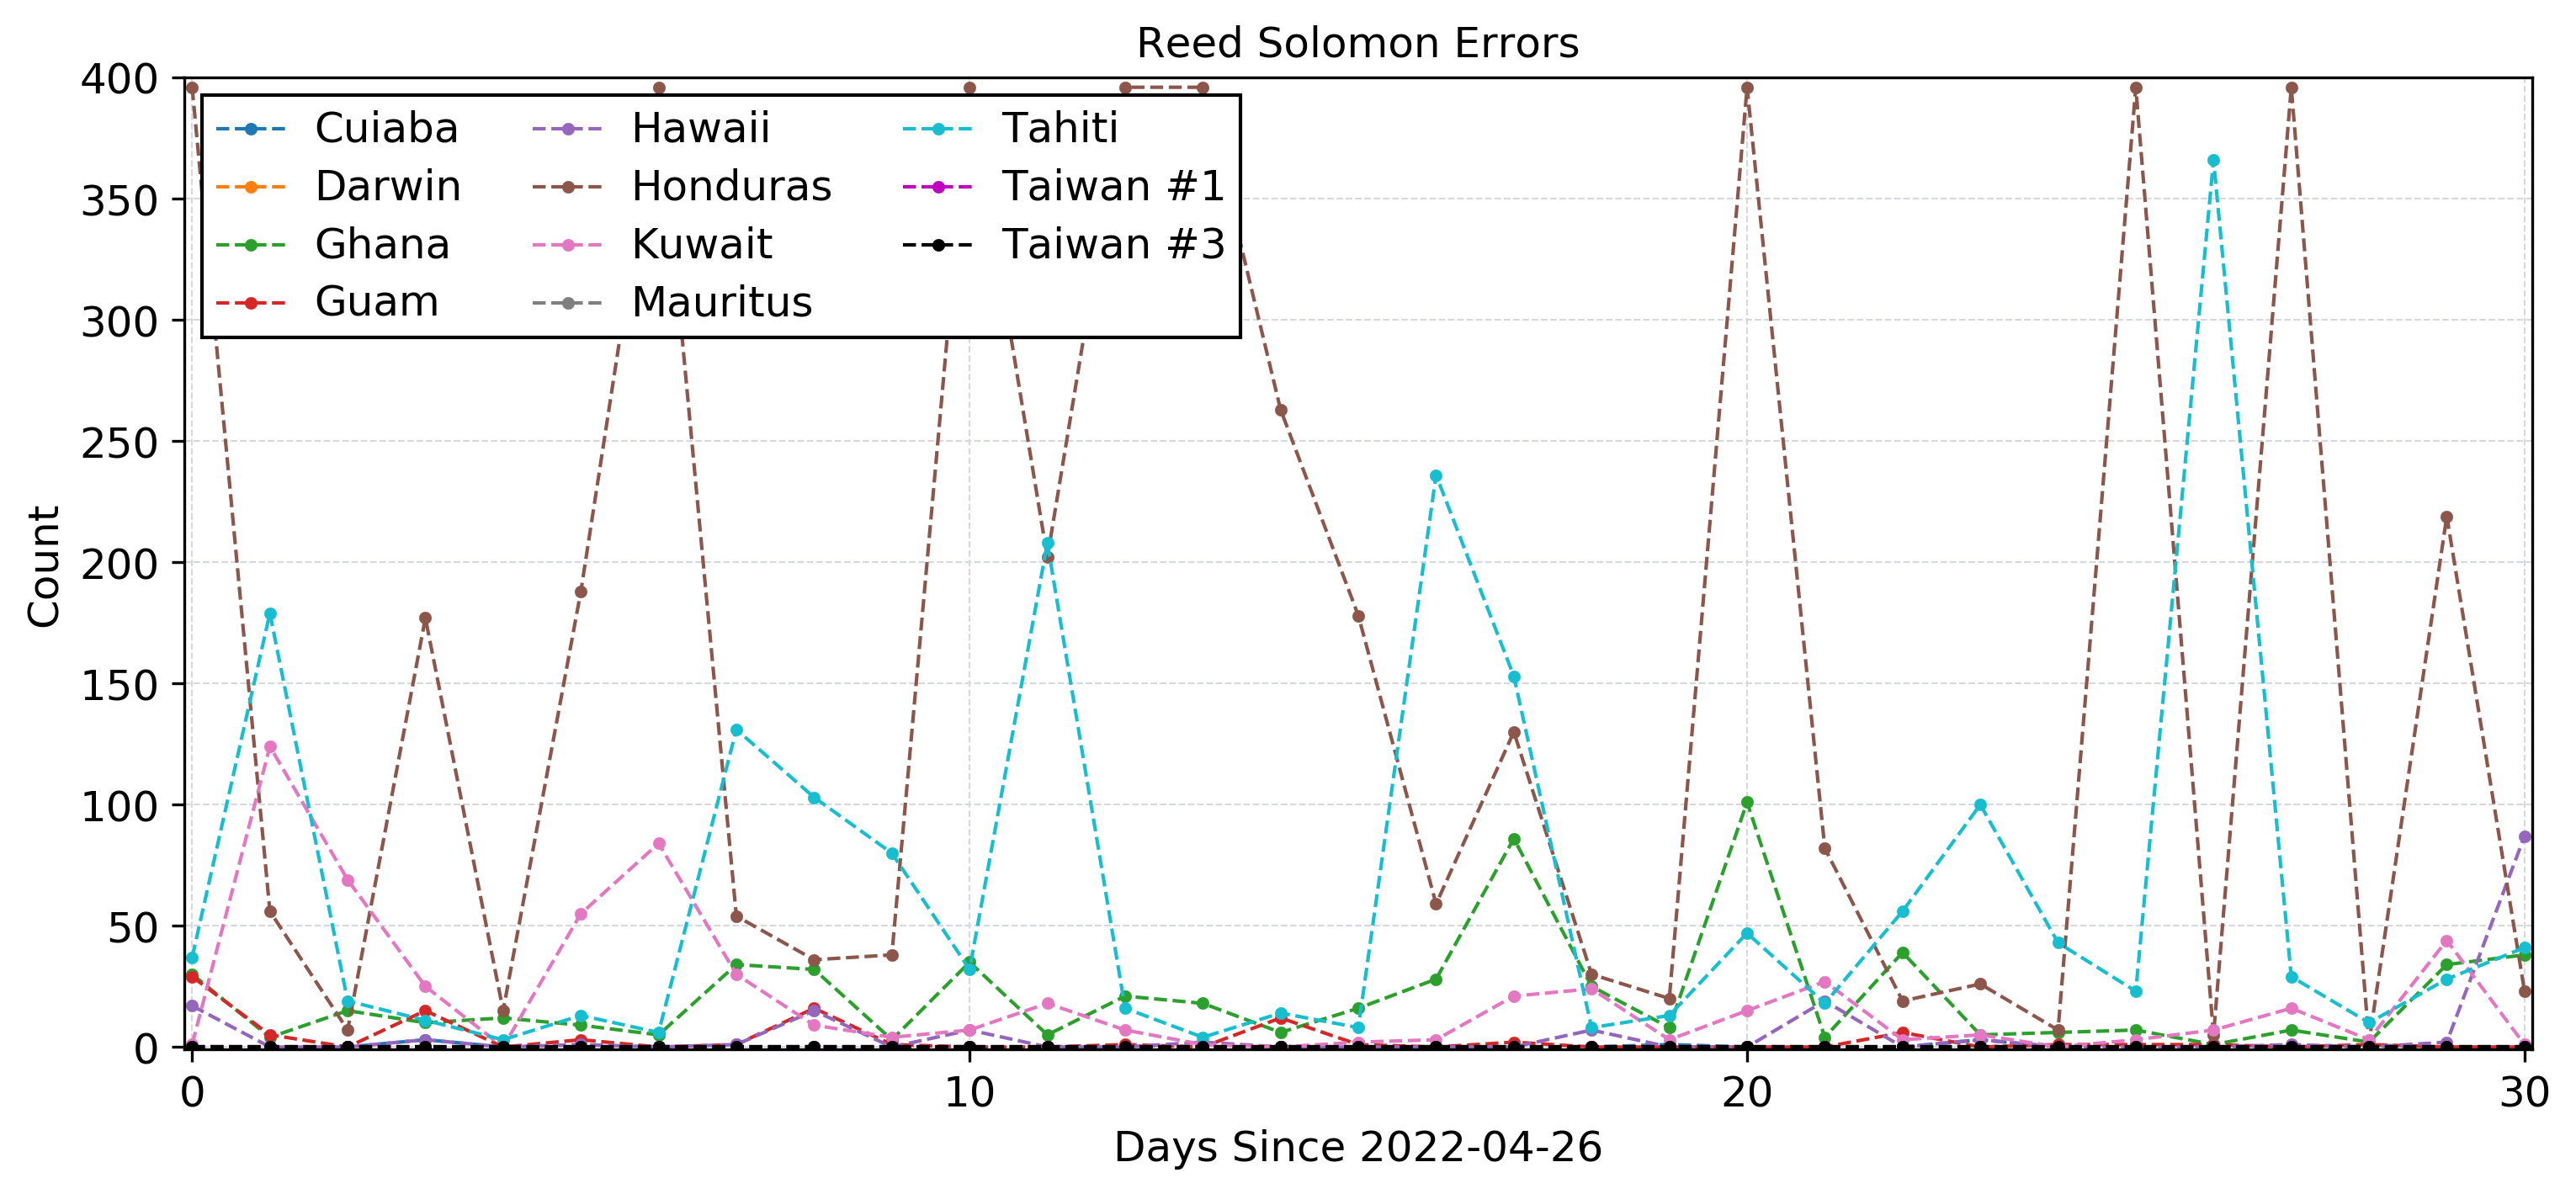 Reed Solomon Errors
400
350
300
250
200
150
100
50
0
Count
Cuiaba
Darwin
Ghana
Guam
Hawaii
Honduras
Kuwait
Mauritus
Tahiti
Taiwan #1
Taiwan #3
0 10 20 30
Days Since 2022-04-26